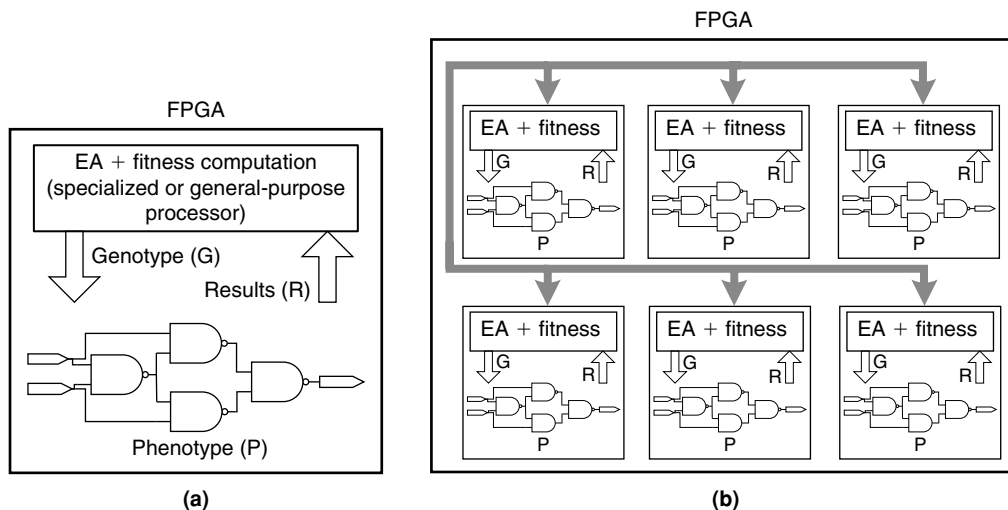 FPGA
EA + fitness computation
(specialized or general-purpose
processor)
Genotype (G)
Results (R)
Phenotype (P)
(a)
FPGA
EA + fitness
G
R
P
EA + fitness
G
R
P
EA + fitness
G
R
P
EA + fitness
G
R
P
EA + fitness
G
R
P
EA + fitness
G
R
P
(b)